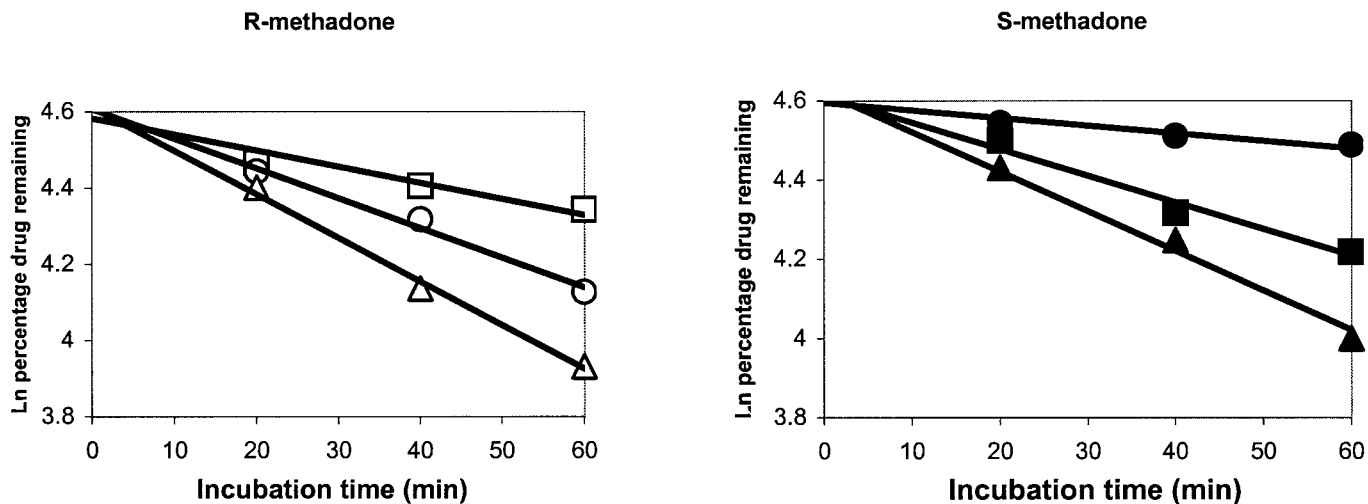 R-methadone
Ln percentage drug remaining
4.6
4.4
4.2
4
3.8
0 10 20 30 40 50 60
Incubation time (min)
S-methadone
Ln percentage drug remaining
4.6
4.4
4.2
4
3.8
0 10 20 30 40 50 60
Incubation time (min)